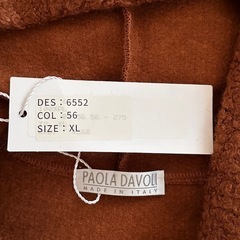 DES: 6552
COL: 56
SIZE: XL
PAOLA DAVOLI
MADE IN ITALY